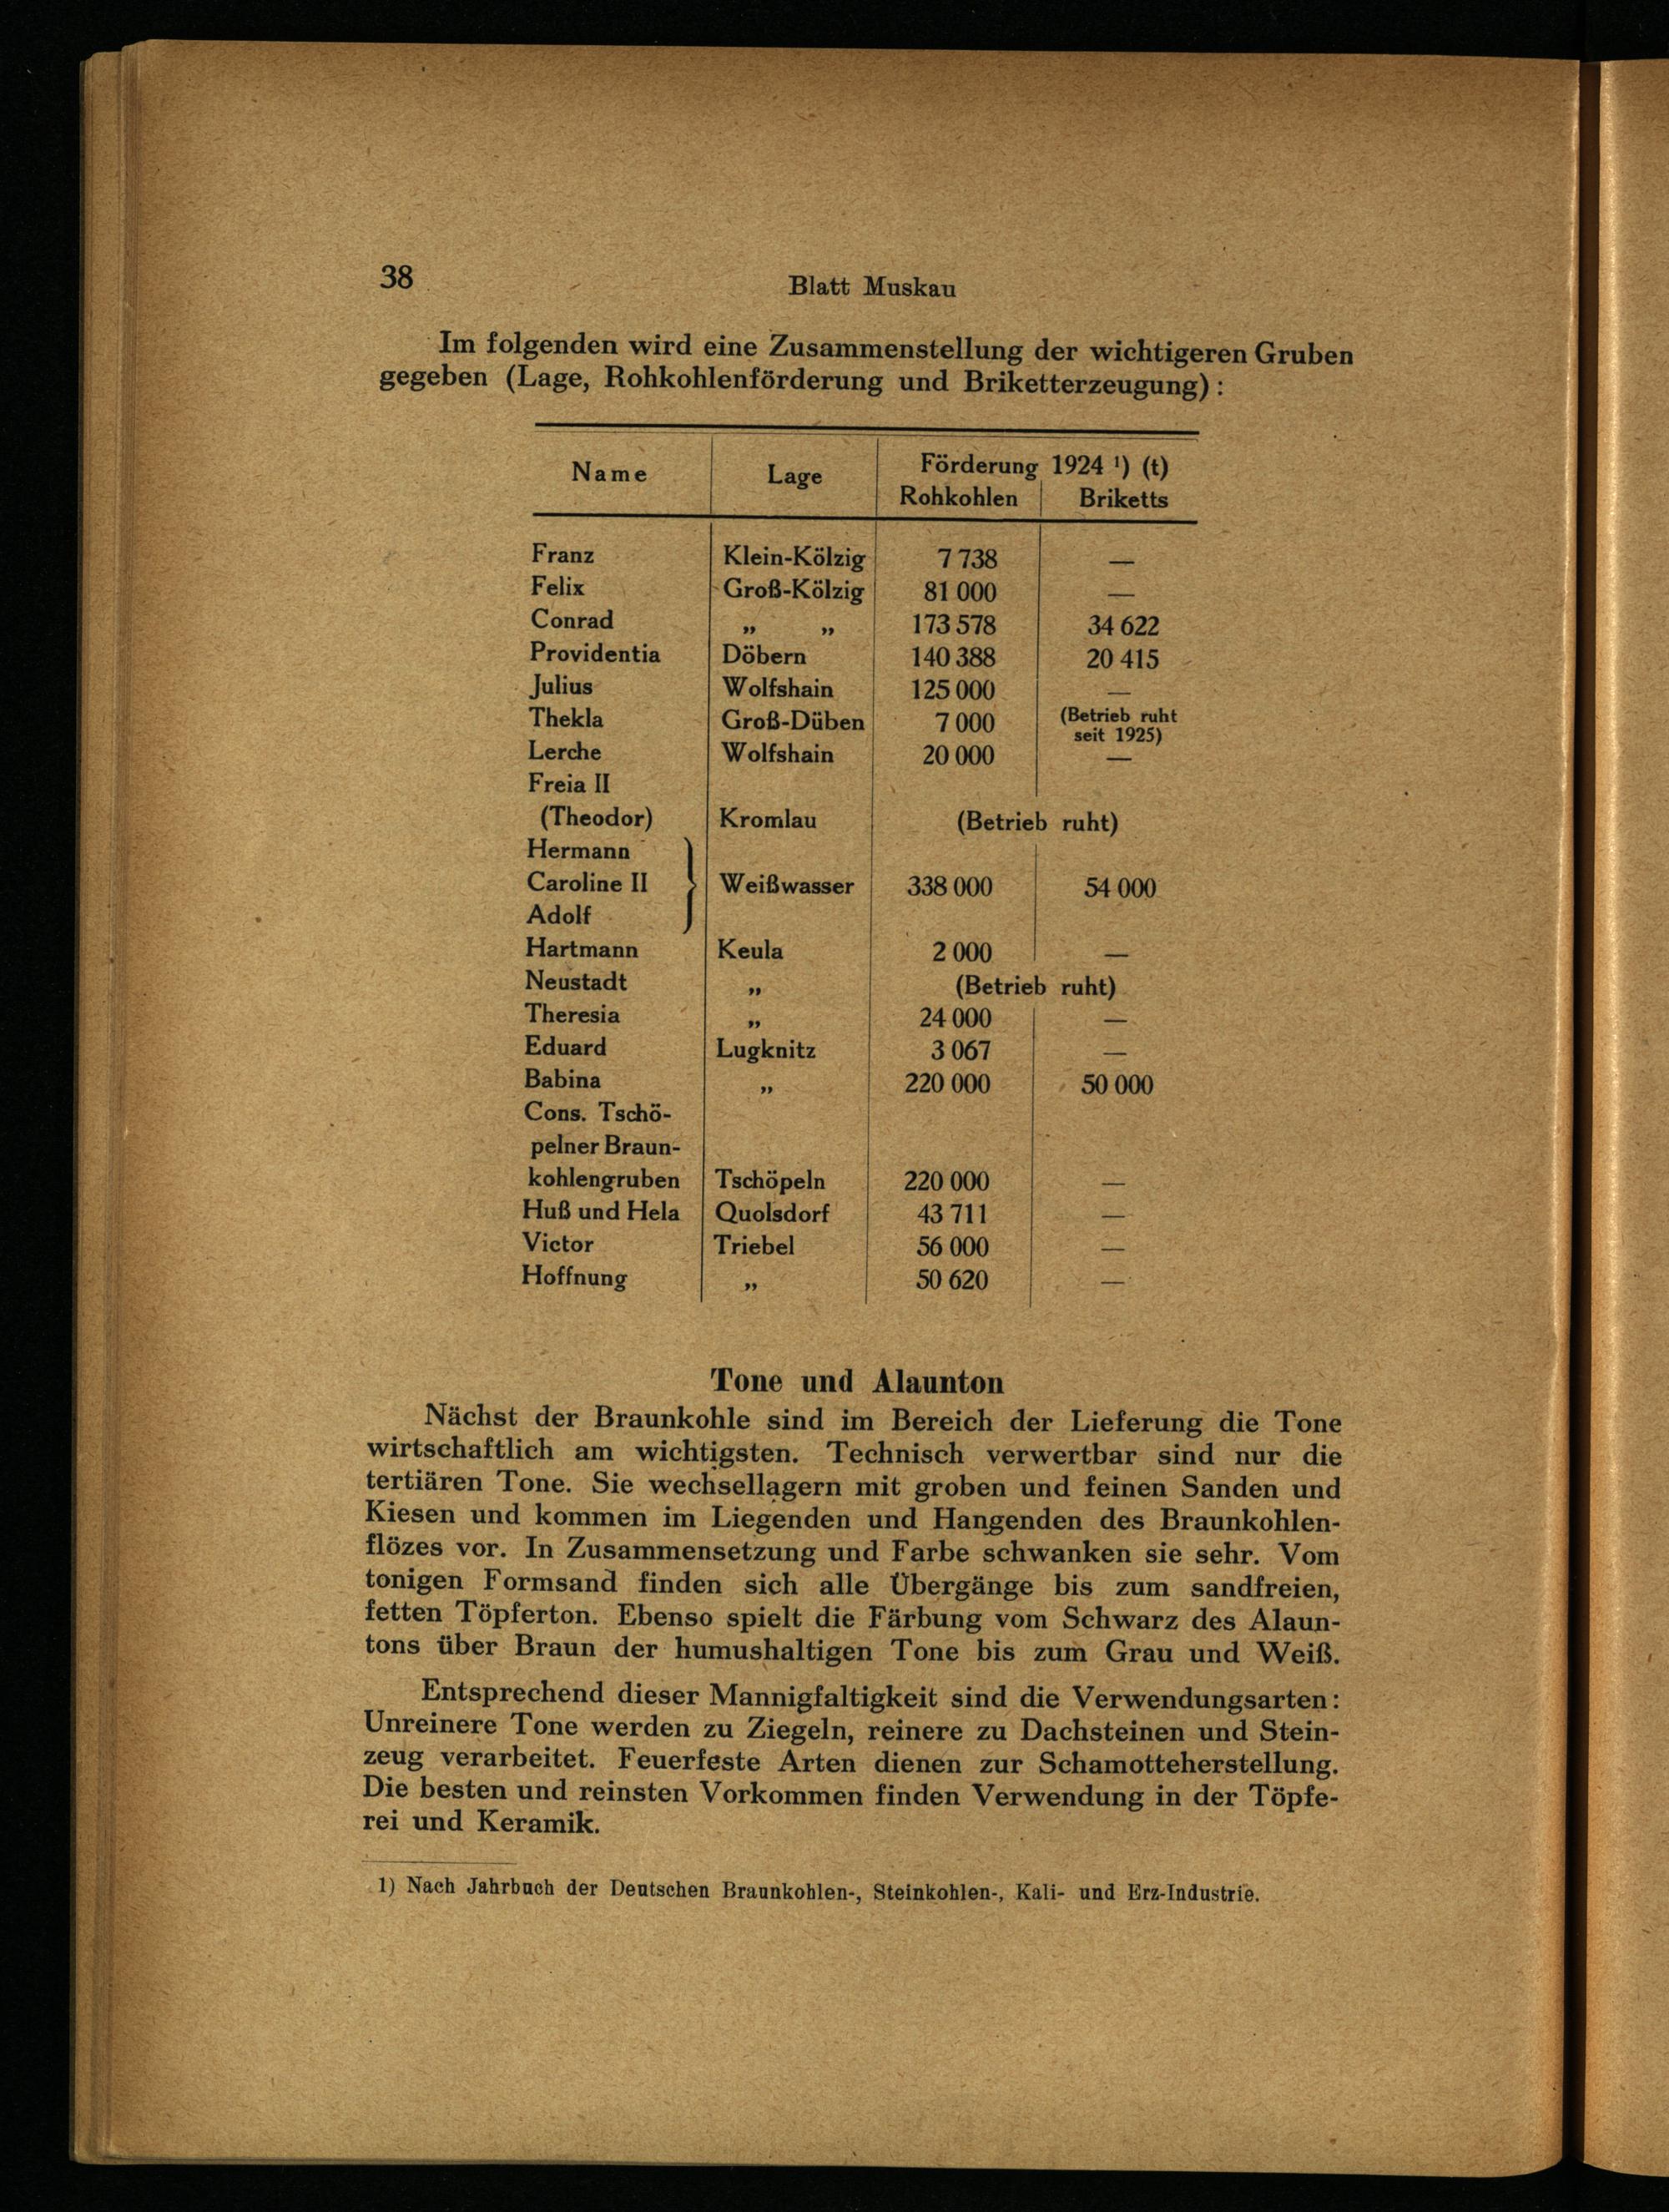 38
Blatt Muskau
Im folgenden wird eine Zusammenstellung der wichtigeren Gruben
gegeben (Lage, Rohkohlenförderung und Briketterzeugung):
Name Lage Förderung 1924 ¹) (t)
Rohkohlen Briketts
Franz Klein-Kölzig 7 738 —
Felix Groß-Kölzig 81 000 —
Conrad „ „ 173 578 34 622
Providentia Döbern 140 388 20 415
Julius Wolfshain 125 000 —
Thekla Groß-Düben 7 000 (Betrieb ruht
seit 1925)
Lerche Wolfshain 20 000 —
Freia II
(Theodor) Kromlau (Betrieb ruht)
Hermann
Caroline II } Weißwasser 338 000 54 000
Adolf
Hartmann Keula 2 000 —
Neustadt „ (Betrieb ruht)
Theresia „ 24 000 —
Eduard Lugknitz 3 067 —
Babina „ 220 000 50 000
Cons. Tschö-
pelner Braun-
kohlengruben Tschöpeln 220 000 —
Huß und Hela Quolsdorf 43 711 —
Victor Triebel 56 000 —
Hoffnung „ 50 620 —
Tone und Alaunton
Nächst der Braunkohle sind im Bereich der Lieferung die Tone
wirtschaftlich am wichtigsten. Technisch verwertbar sind nur die
tertiären Tone. Sie wechsellagern mit groben und feinen Sanden und
Kiesen und kommen im Liegenden und Hangenden des Braunkohlen-
flözes vor. In Zusammensetzung und Farbe schwanken sie sehr. Vom
tonigen Formsand finden sich alle Übergänge bis zum sandfreien,
fetten Töpferton. Ebenso spielt die Färbung vom Schwarz des Alaun-
tons über Braun der humushaltigen Tone bis zum Grau und Weiß.
Entsprechend dieser Mannigfaltigkeit sind die Verwendungsarten:
Unreinere Tone werden zu Ziegeln, reinere zu Dachsteinen und Stein-
zeug verarbeitet. Feuerfeste Arten dienen zur Schamotteherstellung.
Die besten und reinsten Vorkommen finden Verwendung in der Töpfe-
rei und Keramik.
1) Nach Jahrbuch der Deutschen Braunkohlen-, Steinkohlen-, Kali- und Erz-Industrie.